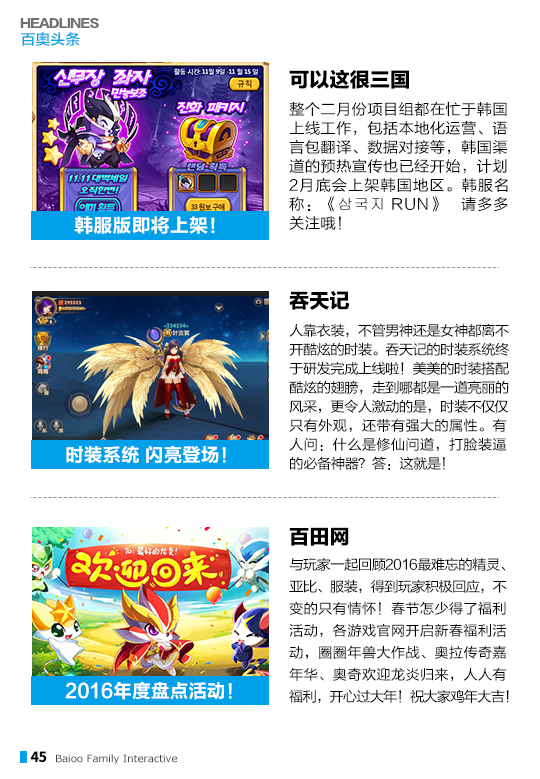 HEADLINES
百奥头条
신무장 좌자
만능보조
활동 시간: 11월 9일 -11월 15일
규칙
진화 패키지
11.11 대박세일
오직한번!
랜덤 획득
33 원보 구매
韩服版即将上架！
可以这很三国
整个二月份项目组都在忙于韩国
上线工作，包括本地化运营、语
言包翻译、数据对接等，韩国渠
道的预热宣传也已经开始，计划
2月底会上架韩国地区。韩服名
称：《삼국지 RUN》 请多多
关注哦！
295523
时装系统 闪亮登场！
吞天记
人靠衣装，不管男神还是女神都离不
开酷炫的时装。吞天记的时装系统终
于研发完成上线啦！美美的时装搭配
酷炫的翅膀，走到哪都是一道亮丽的
风采，更令人激动的是，时装不仅仅
只有外观，还带有强大的属性。有
人问：什么是修仙问道，打脸装逼
的必备神器？答：这就是！
To: 最好的龙炎！
欢迎回来
2016年度盘点活动！
百田网
与玩家一起回顾2016最难忘的精灵、
亚比、服装，得到玩家积极回应，不
变的只有情怀！春节怎少得了福利
活动，各游戏官网开启新春福利活
动，圈圈年兽大作战、奥拉传奇嘉
年华、奥奇欢迎龙炎归来，人人有
福利，开心过大年！祝大家鸡年大吉！
45 Baioo Family Interactive